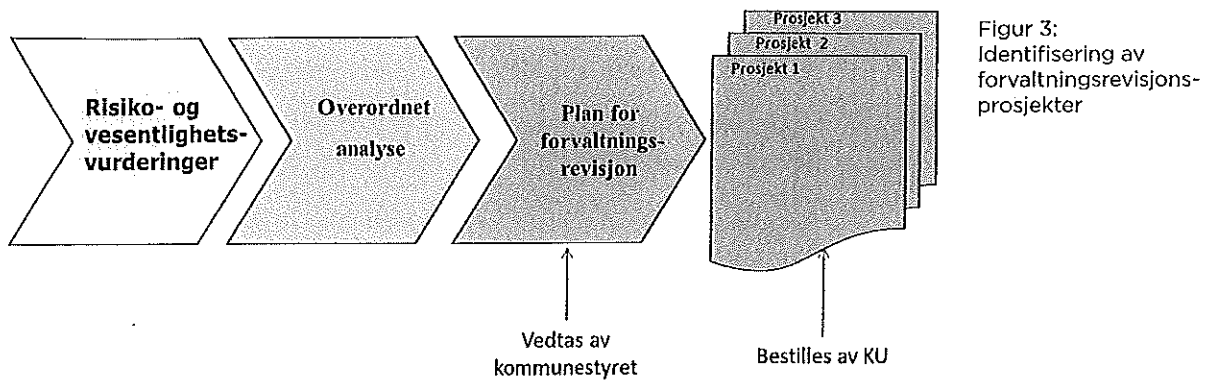 Risiko- og
vesentlighets-
vurderinger
Overordnet
analyse
Plan for
forvaltnings-
revisjon
Prosjekt 3
Prosjekt 2
Prosjekt 1
Figur 3:
Identifisering av
forvaltningsrevisjons-
prosjekter
Vedtas av
kommunestyret
Bestilles av KU